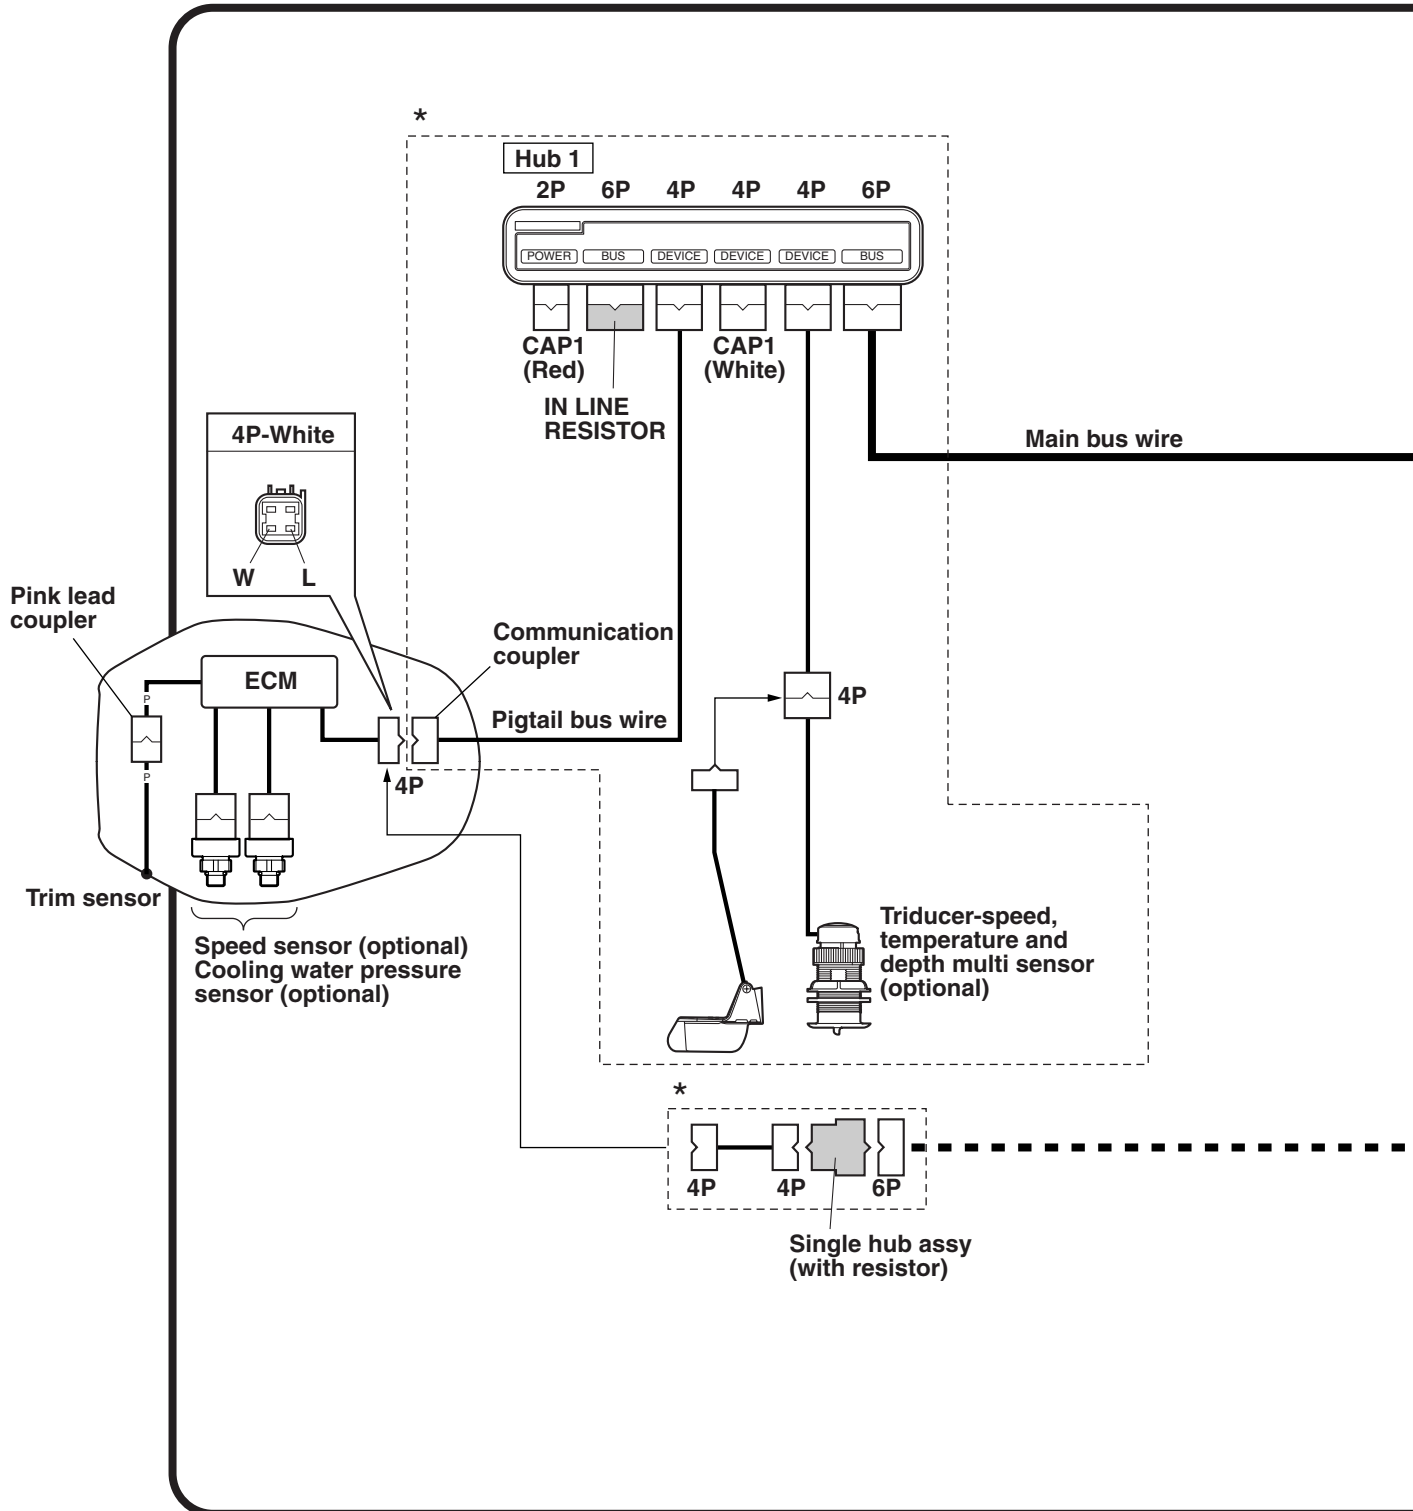 *
Hub 1
2P 6P 4P 4P 4P 6P
POWER BUS DEVICE DEVICE DEVICE BUS
CAP1
(Red)
CAP1
(White)
IN LINE
RESISTOR
4P-White
W L
Main bus wire
Pink lead
coupler
Communication
coupler
ECM
P
P
4P
Pigtail bus wire
4P
Trim sensor
Speed sensor (optional)
Cooling water pressure
sensor (optional)
Triducer-speed,
temperature and
depth multi sensor
(optional)
*
4P 4P 6P
Single hub assy
(with resistor)